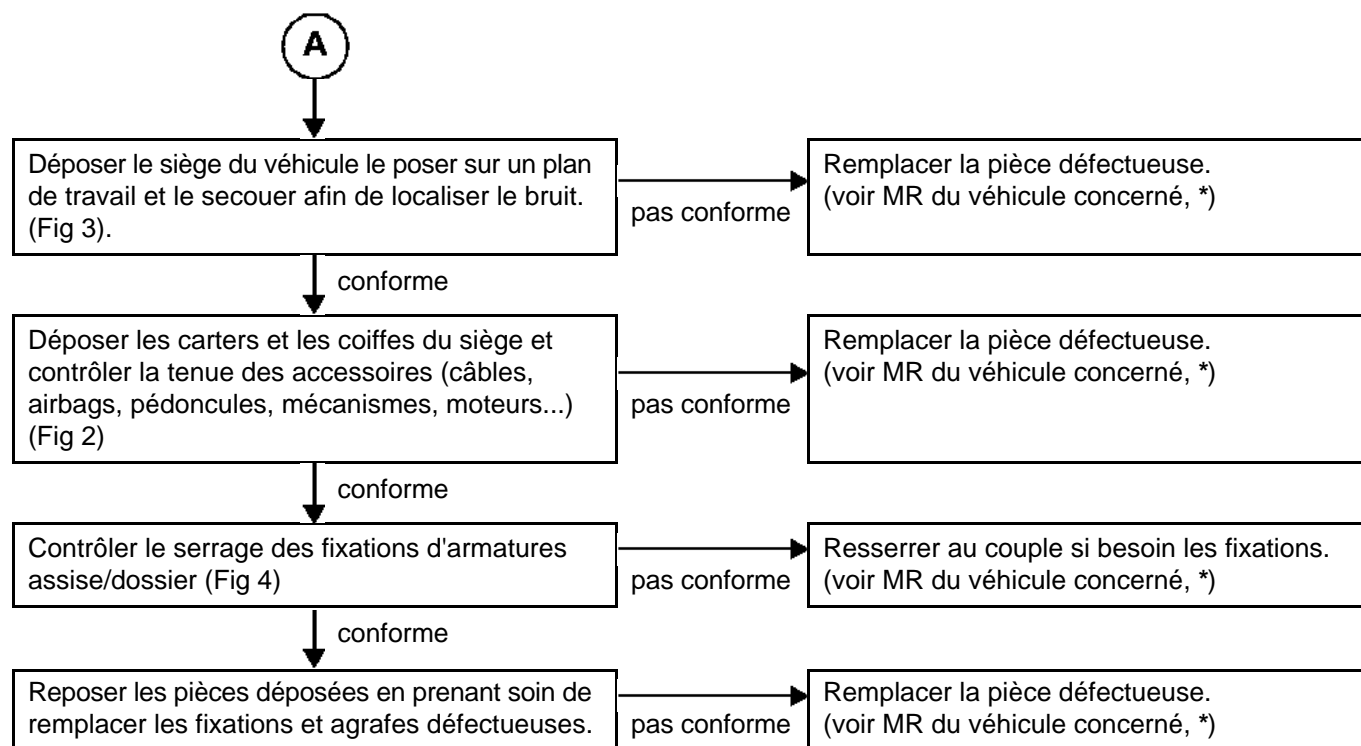 A
Déposer le siège du véhicule le poser sur un plan
de travail et le secouer afin de localiser le bruit.
(Fig 3).
pas conforme
Remplacer la pièce défectueuse.
(voir MR du véhicule concerné, *)
conforme
Déposer les carters et les coiffes du siège et
contrôler la tenue des accessoires (câbles,
airbags, pédoncules, mécanismes, moteurs...)
(Fig 2)
pas conforme
Remplacer la pièce défectueuse.
(voir MR du véhicule concerné, *)
conforme
Contrôler le serrage des fixations d'armatures
assise/dossier (Fig 4)
pas conforme
Resserrer au couple si besoin les fixations.
(voir MR du véhicule concerné, *)
conforme
Reposer les pièces déposées en prenant soin de
remplacer les fixations et agrafes défectueuses.
pas conforme
Remplacer la pièce défectueuse.
(voir MR du véhicule concerné, *)